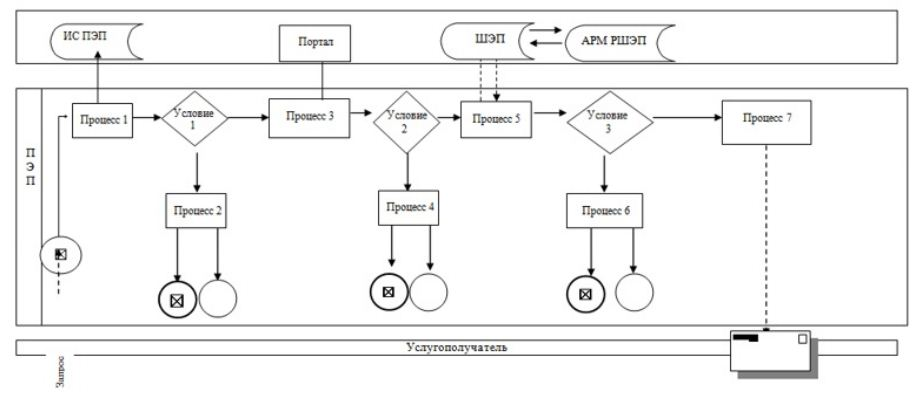 ИС ПЭП
Портал
ШЭП
АРМ РШЭП
Процесс 1
Условие
1
Процесс 3
Условие
2
Процесс 5
Условие
3
Процесс 7
П
Э
П
Процесс 2
Процесс 4
Процесс 6
Услугополучатель
Запрос